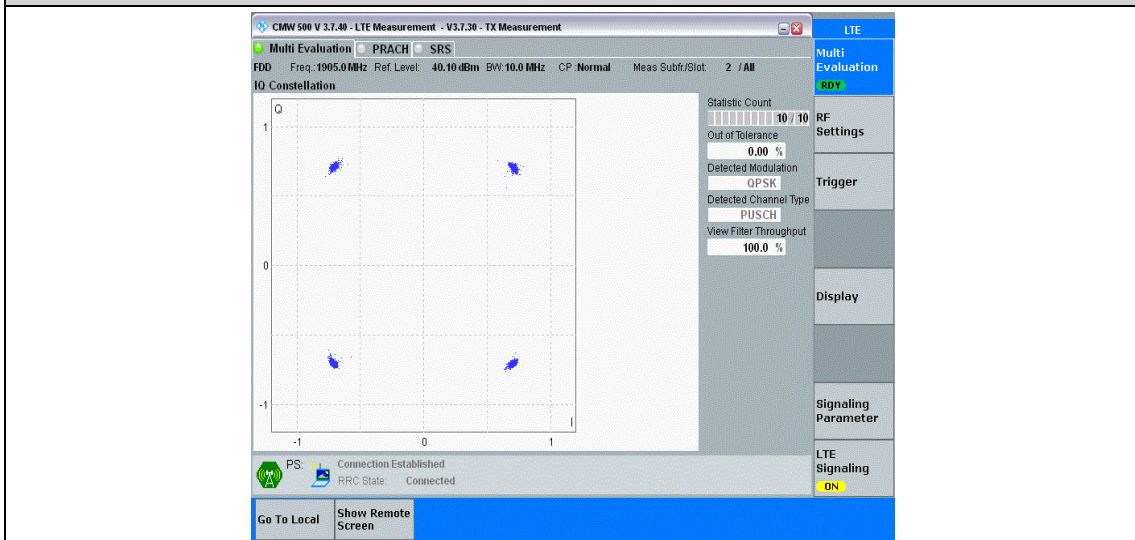 CMW 500 V 3.7.40 - LTE Measurement - V3.7.30 - TX Measurement
LTE
Multi Evaluation PRACH SRS
Multi
Evaluation
RDY
FDD Freq.:1905.0 MHz Ref. Level: 40.10 dBm BW:10.0 MHz CP :Normal Meas Subfr./Slot: 2 / All
IQ Constellation
Q
1
0
-1
-1 0 1
I
Statistic Count
10 / 10
Out of Tolerance
0.00 %
Detected Modulation
QPSK
Detected Channel Type
PUSCH
View Filter Throughput
100.0 %
RF
Settings
Trigger
Display
Signaling
Parameter
LTE
Signaling
ON
PS: Connection Established
RRC State: Connected
Go To Local
Show Remote
Screen